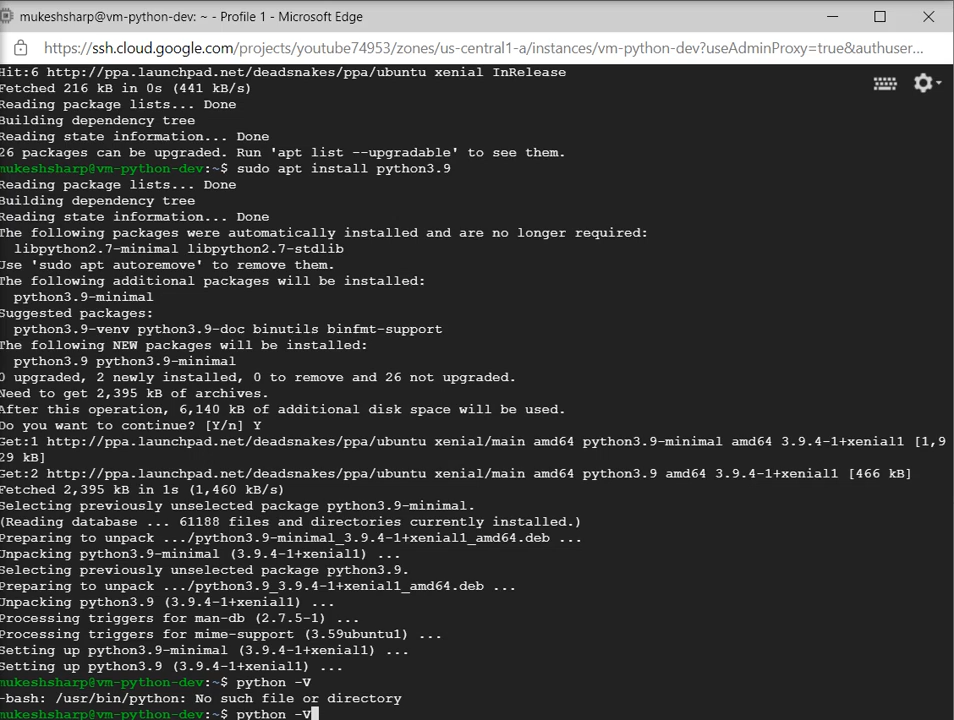 mukeshsharp@vm-python-dev: ~ - Profile 1 - Microsoft Edge
https://ssh.cloud.google.com/projects/youtube74953/zones/us-central1-a/instances/vm-python-dev?useAdminProxy=true&authuser...
Hit:6 http://ppa.launchpad.net/deadsnakes/ppa/ubuntu xenial InRelease
Fetched 216 kB in 0s (441 kB/s)
Reading package lists... Done
Building dependency tree
Reading state information... Done
26 packages can be upgraded. Run 'apt list --upgradable' to see them.
mukeshsharp@vm-python-dev:~$ sudo apt install python3.9
Reading package lists... Done
Building dependency tree
Reading state information... Done
The following packages were automatically installed and are no longer required:
  libpython2.7-minimal libpython2.7-stdlib
Use 'sudo apt autoremove' to remove them.
The following additional packages will be installed:
  python3.9-minimal
Suggested packages:
  python3.9-venv python3.9-doc binutils binfmt-support
The following NEW packages will be installed:
  python3.9 python3.9-minimal
0 upgraded, 2 newly installed, 0 to remove and 26 not upgraded.
Need to get 2,395 kB of archives.
After this operation, 6,140 kB of additional disk space will be used.
Do you want to continue? [Y/n] Y
Get:1 http://ppa.launchpad.net/deadsnakes/ppa/ubuntu xenial/main amd64 python3.9-minimal amd64 3.9.4-1+xenial1 [1,9
29 kB]
Get:2 http://ppa.launchpad.net/deadsnakes/ppa/ubuntu xenial/main amd64 python3.9 amd64 3.9.4-1+xenial1 [466 kB]
Fetched 2,395 kB in 1s (1,460 kB/s)
Selecting previously unselected package python3.9-minimal.
(Reading database ... 61188 files and directories currently installed.)
Preparing to unpack .../python3.9-minimal_3.9.4-1+xenial1_amd64.deb ...
Unpacking python3.9-minimal (3.9.4-1+xenial1) ...
Selecting previously unselected package python3.9.
Preparing to unpack .../python3.9_3.9.4-1+xenial1_amd64.deb ...
Unpacking python3.9 (3.9.4-1+xenial1) ...
Processing triggers for man-db (2.7.5-1) ...
Processing triggers for mime-support (3.59ubuntu1) ...
Setting up python3.9-minimal (3.9.4-1+xenial1) ...
Setting up python3.9 (3.9.4-1+xenial1) ...
mukeshsharp@vm-python-dev:~$ python -V
-bash: /usr/bin/python: No such file or directory
mukeshsharp@vm-python-dev:~$ python -V